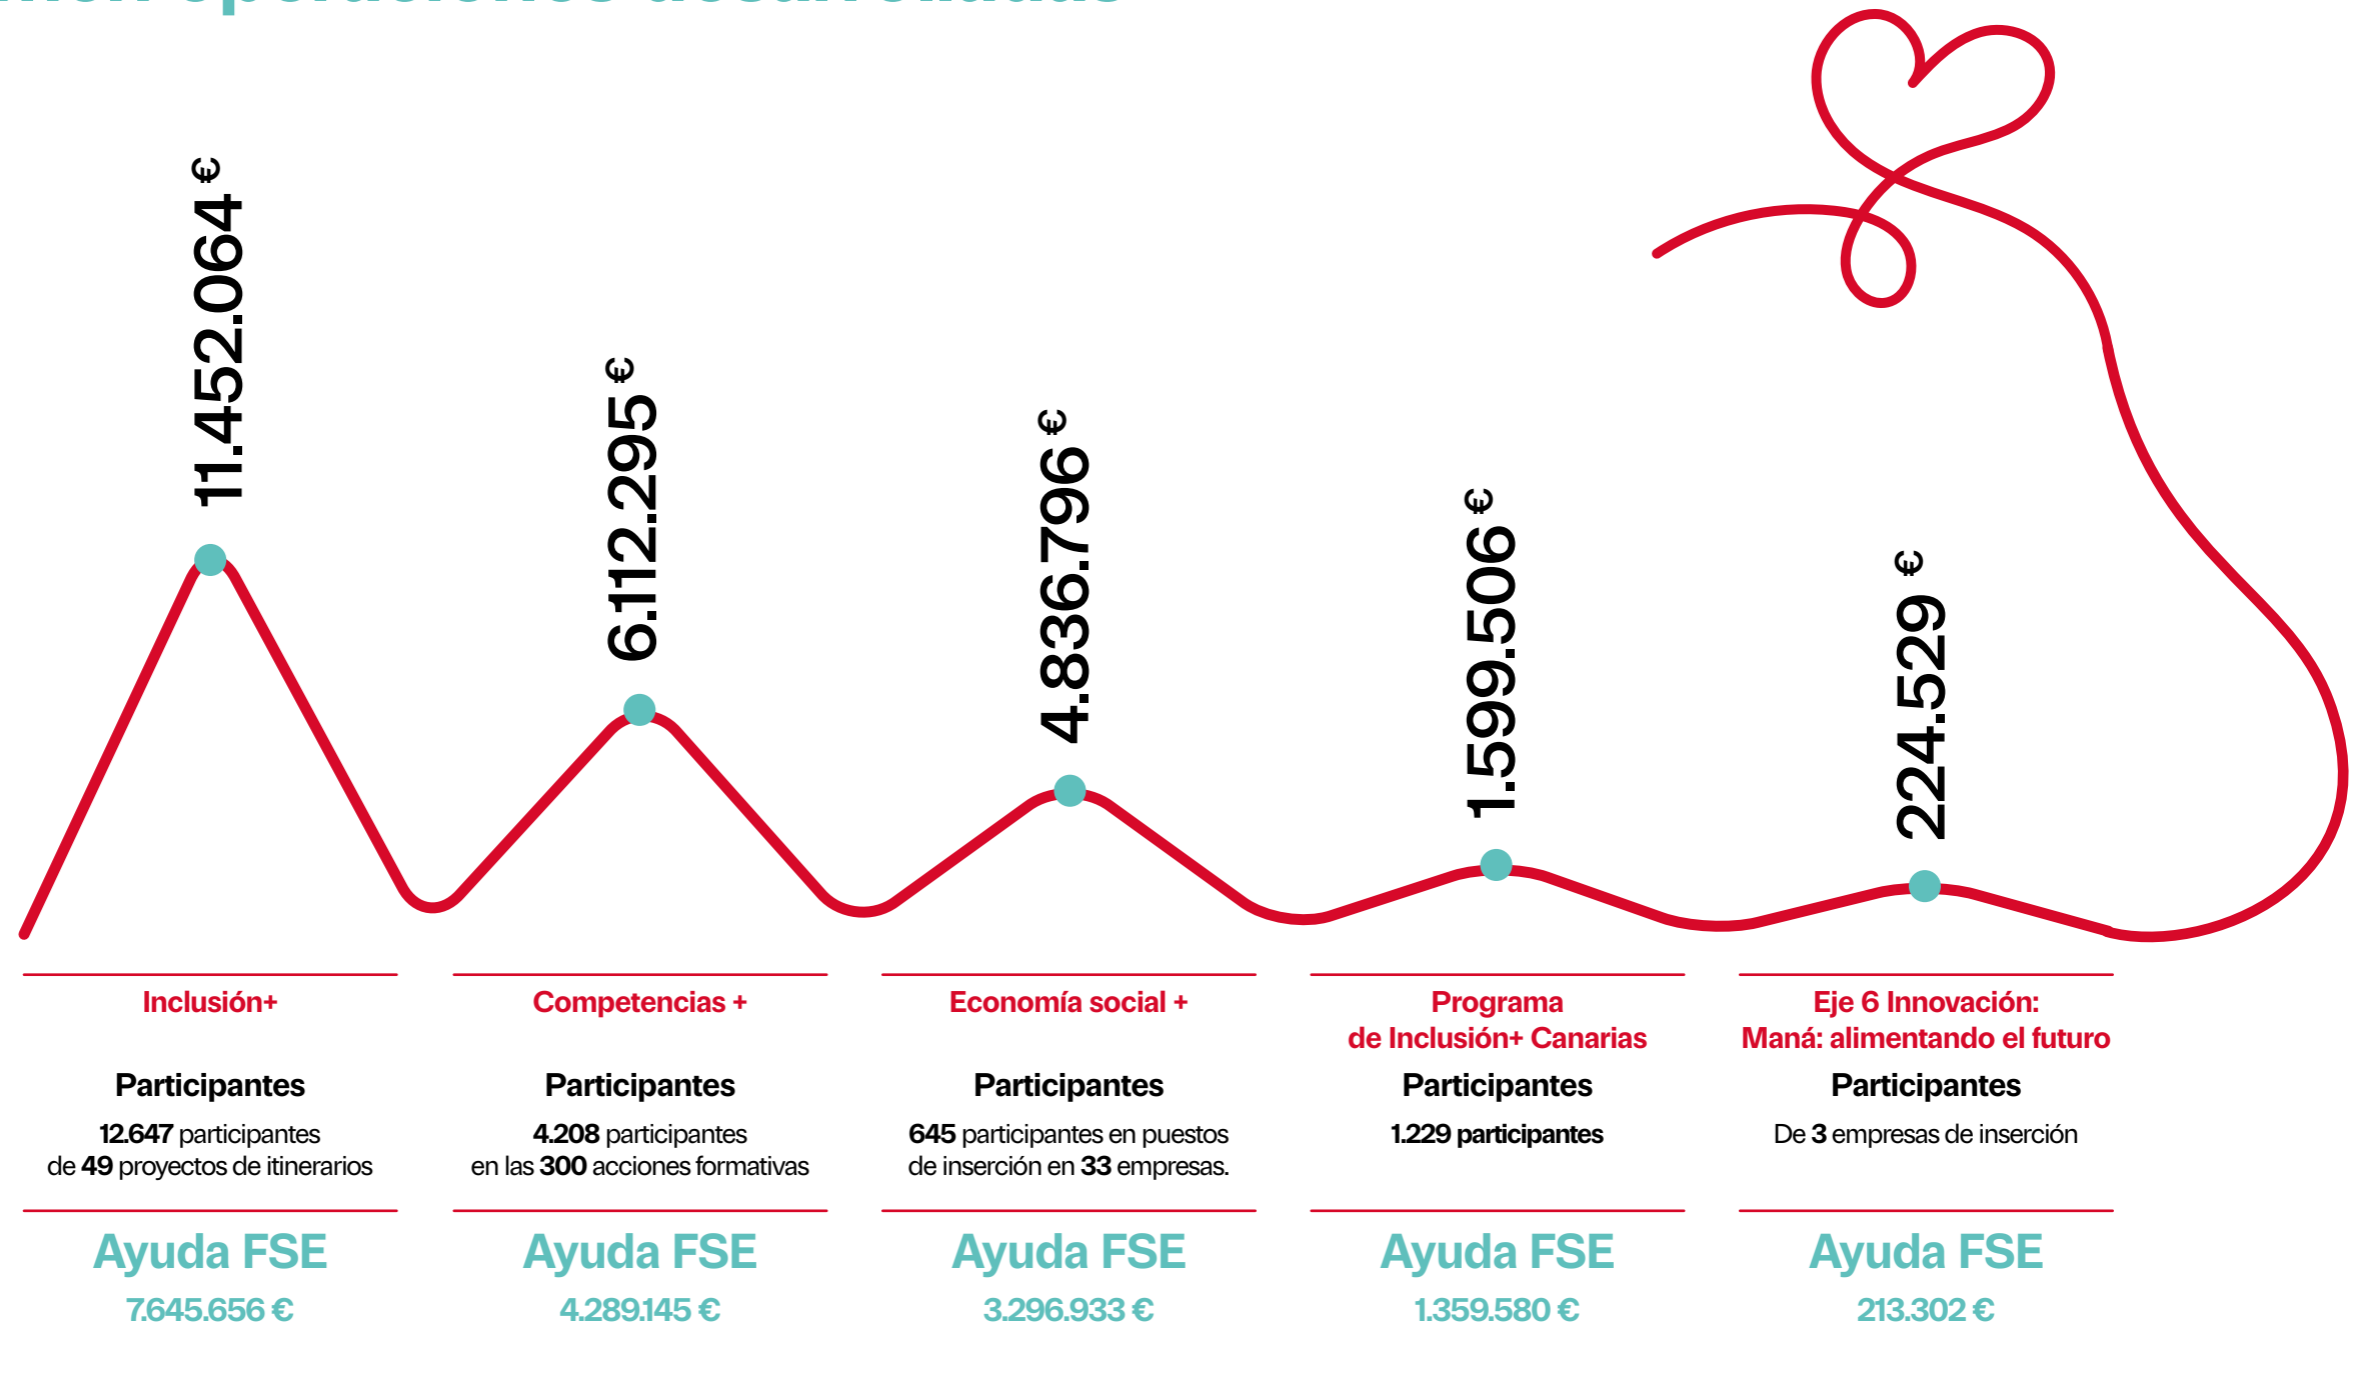 11.452.064 €
6.112.295 €
4.836.796 €
1.599.506 €
224.529 €
Inclusión+
Participantes
12.647 participantes
de 49 proyectos de itinerarios
Ayuda FSE
7.645.656 €
Competencias +
Participantes
4.208 participantes
en las 300 acciones formativas
Ayuda FSE
4.289.145 €
Economía social +
Participantes
645 participantes en puestos
de inserción en 33 empresas.
Ayuda FSE
3.296.933 €
Programa
de Inclusión+ Canarias
Participantes
1.229 participantes
Ayuda FSE
1.359.580 €
Eje 6 Innovación:
Maná: alimentando el futuro
Participantes
De 3 empresas de inserción
Ayuda FSE
213.302 €